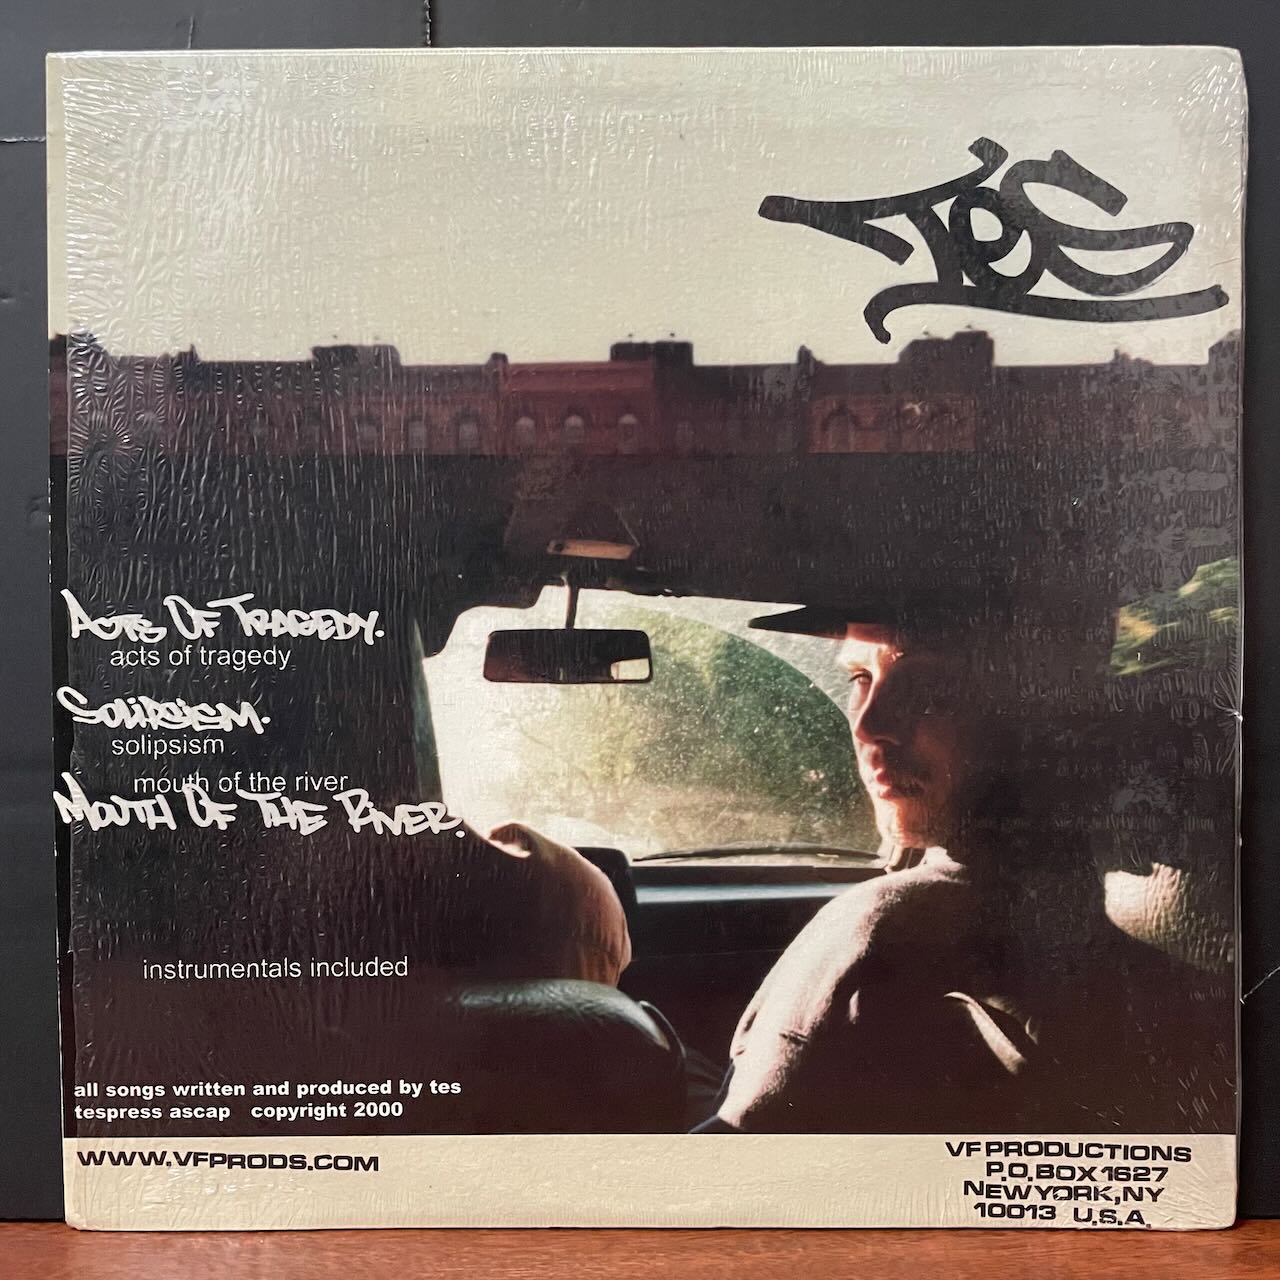 TES
ACTS OF TRAGEDY.
acts of tragedy
SOLIPSISM.
solipsism
mouth of the river
MOUTH OF THE RIVER.
instrumentals included
all songs written and produced by tes
tespress ascap copyright 2000
WWW.VFPRODS.COM
VF PRODUCTIONS
P.O. BOX 1627
NEW YORK, NY
10013 U.S.A.